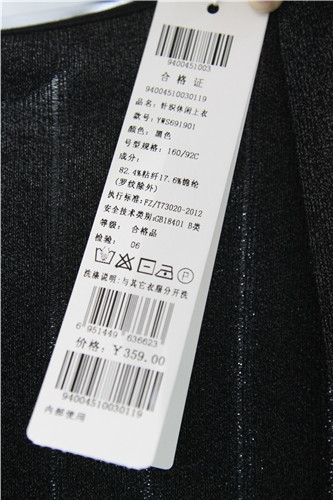 9400451003
合格证
94004510030119
品名:针织休闲上衣
款号:YWS691901
颜色:黑色
号型规格:160/92C
成分:
82.4%粘纤17.6%锦纶
(罗纹除外)
执行标准:FZ/T73020-2012
安全技术类别:GB18401 B类
等级: 合格品
检验: 06
P
洗涤说明:与其它衣服分开洗
6 951449 636623
价格:￥359.00
94004510030119
内部使用